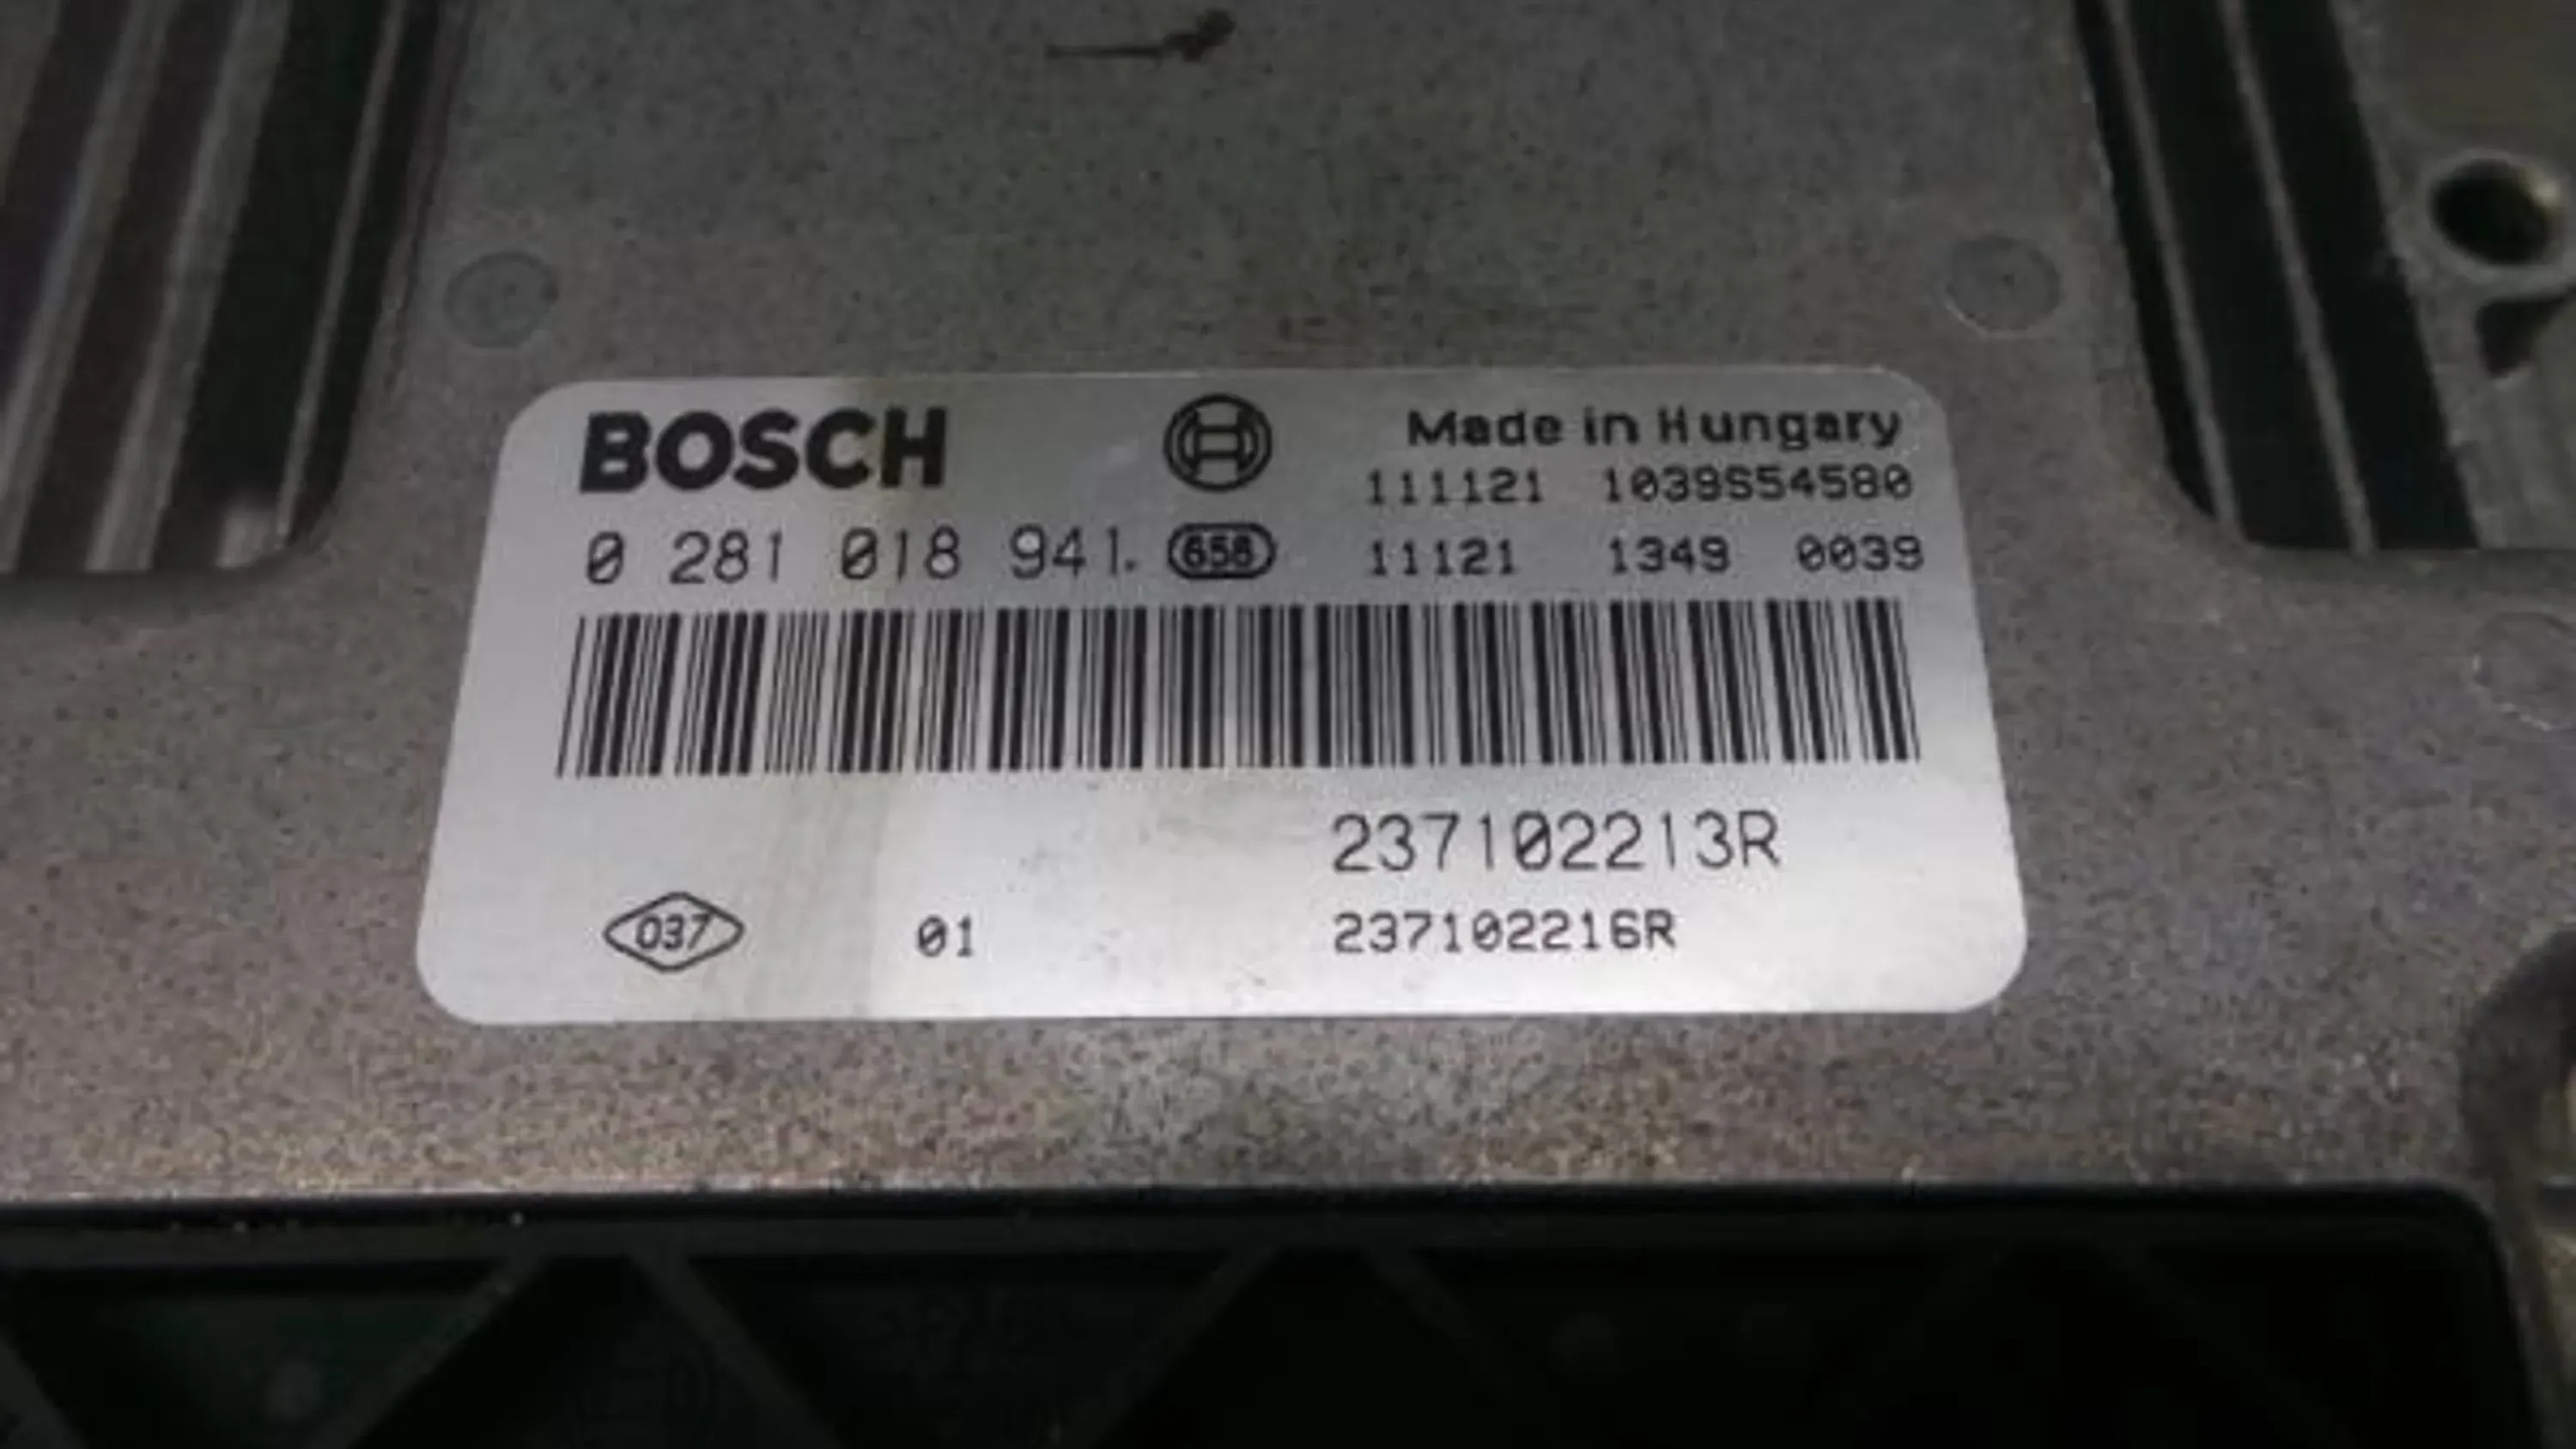 BOSCH
Made in Hungary
111121 1039S54580
0 281 018 941. 658 11121 1349 0039
237102213R
037 01 237102216R